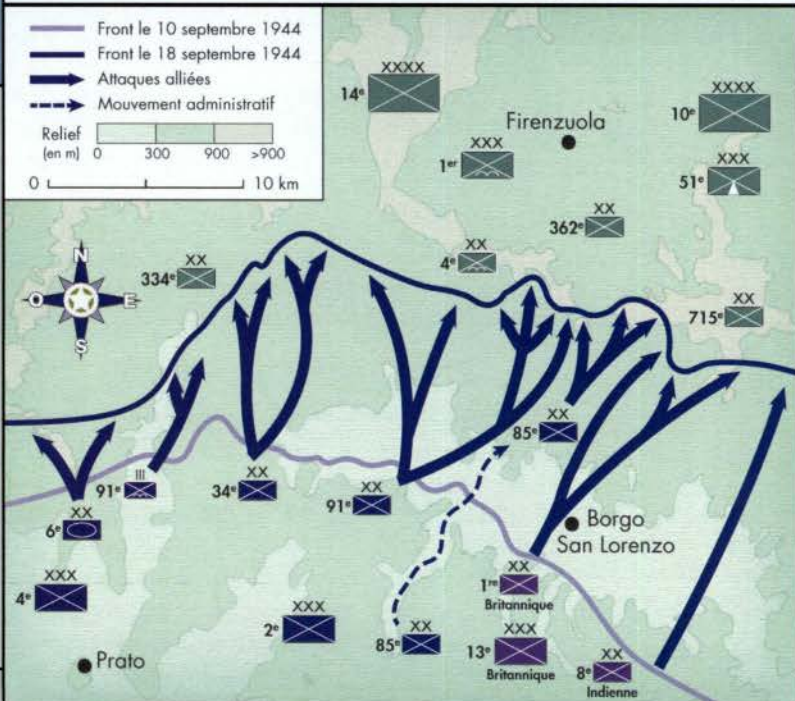 Front le 10 septembre 1944
Front le 18 septembre 1944
Attaques alliées
Mouvement administratif
Relief
(en m)
0 300 900 >900
0 10 km
XXXX
14e
XXXX
10e
Firenzuola
XXX
1er
XXX
51e
XX
362e
XX
4e
XX
334e
XX
715e
N
O E
S
XX
85e
III
91e
XX
34e
XX
91e
XX
6e
Borgo
San Lorenzo
XX
1re
Britannique
XXX
4e
XXX
2e
XX
85e
XXX
13e
Britannique
XX
8e
Indienne
Prato